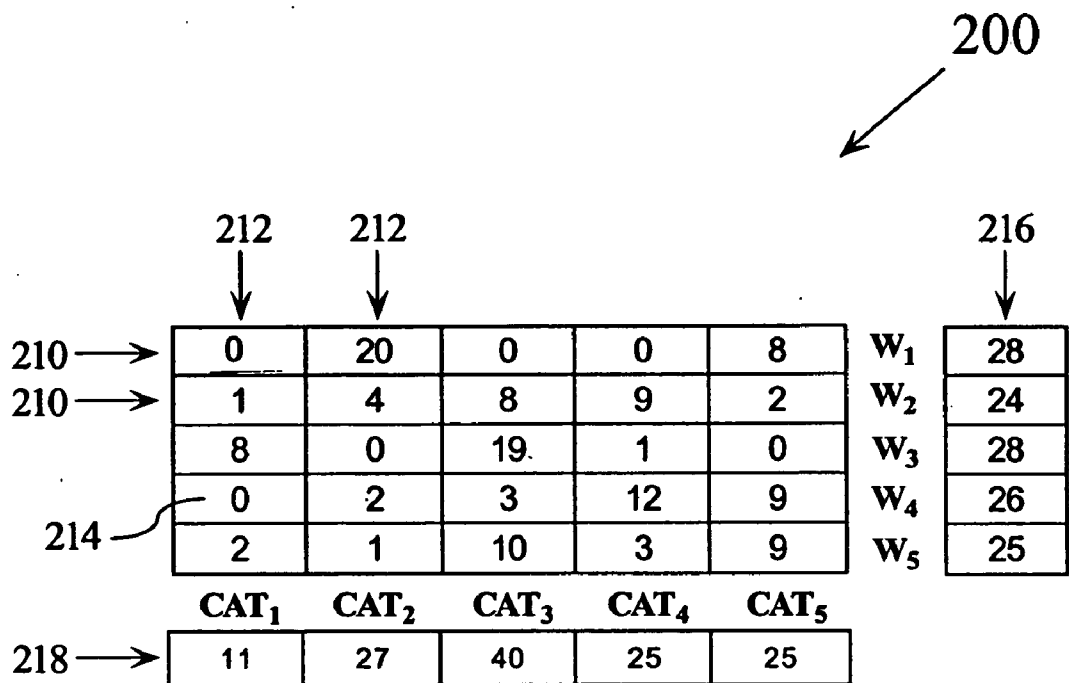 200
212 212 216
210 0 20 0 0 8 W₁ 28
210 1 4 8 9 2 W₂ 24
8 0 19 1 0 W₃ 28
0 2 3 12 9 W₄ 26
214
2 1 10 3 9 W₅ 25
CAT₁ CAT₂ CAT₃ CAT₄ CAT₅
218 11 27 40 25 25